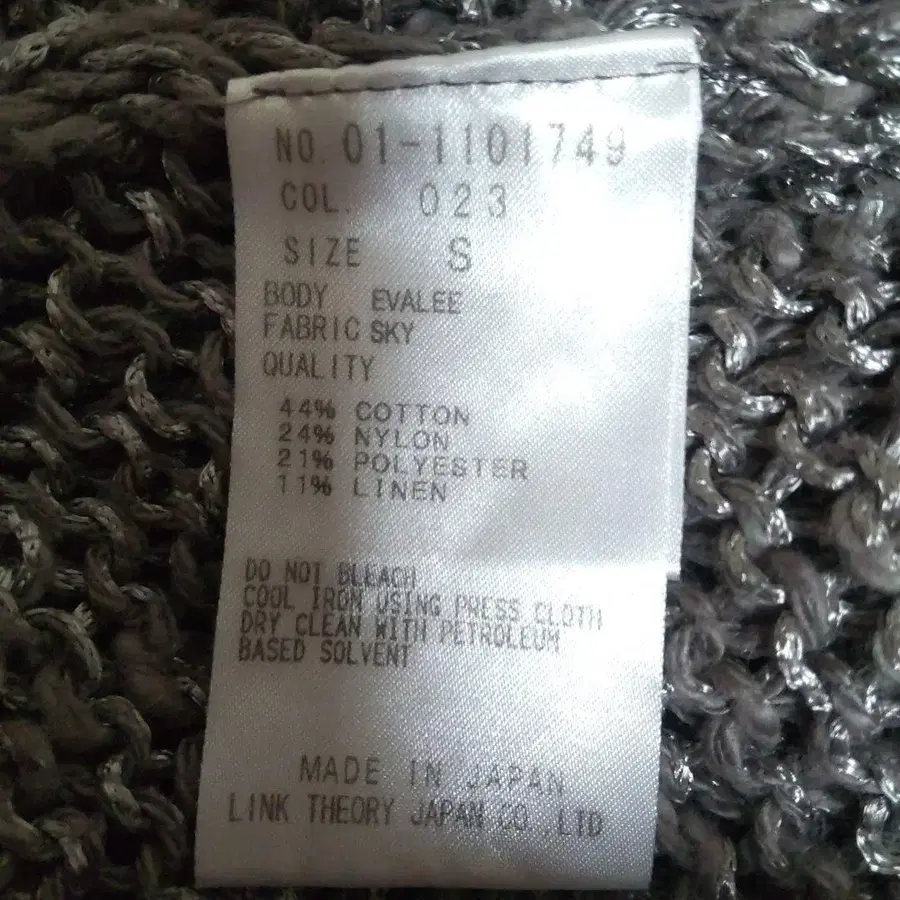 NO. 01-1101749
COL. 023
SIZE S
BODY EVALEE
FABRIC SKY
QUALITY
44% COTTON
24% NYLON
21% POLYESTER
11% LINEN
DO NOT BLEACH
COOL IRON USING PRESS CLOTH
DRY CLEAN WITH PETROLEUM
BASED SOLVENT
MADE IN JAPAN
LINK THEORY JAPAN CO.,LTD